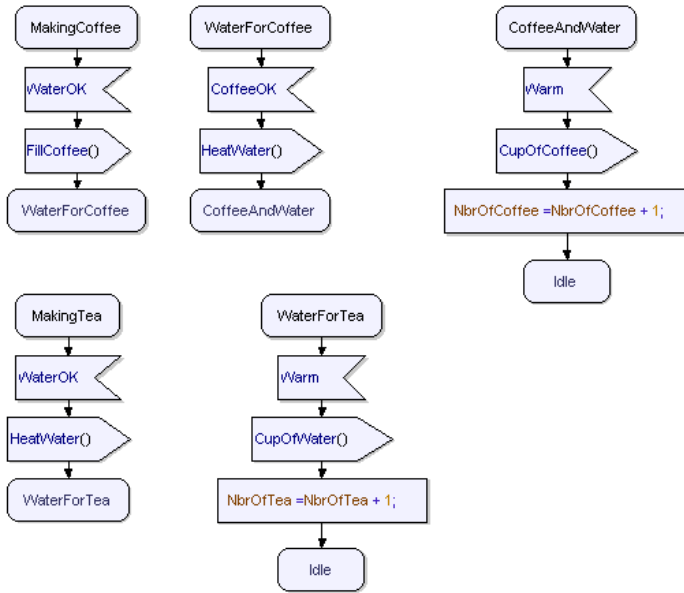 MakingCoffee
WaterOK
FillCoffee()
WaterForCoffee
WaterForCoffee
CoffeeOK
HeatWater()
CoffeeAndWater
CoffeeAndWater
Warm
CupOfCoffee()
NbrOfCoffee =NbrOfCoffee + 1;
Idle
MakingTea
WaterOK
HeatWater()
WaterForTea
WaterForTea
Warm
CupOfWater()
NbrOfTea =NbrOfTea + 1;
Idle